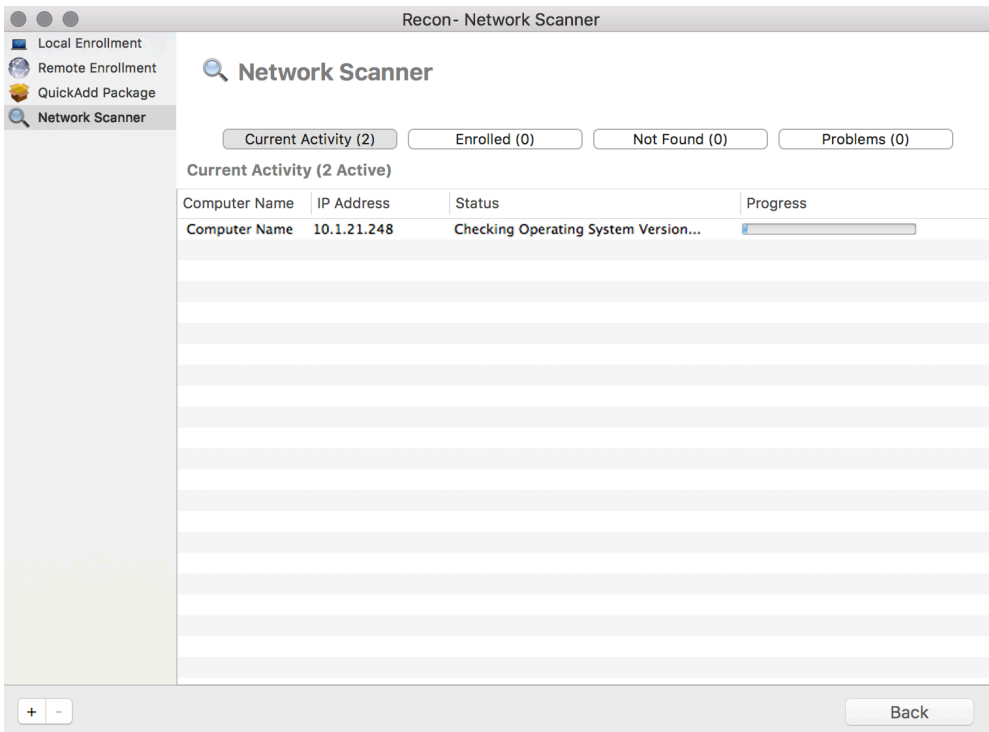 Recon- Network Scanner
Local Enrollment
Remote Enrollment
QuickAdd Package
Network Scanner
Network Scanner
Current Activity (2) Enrolled (0) Not Found (0) Problems (0)
Current Activity (2 Active)
Computer Name IP Address Status Progress
Computer Name 10.1.21.248 Checking Operating System Version...
+ - Back